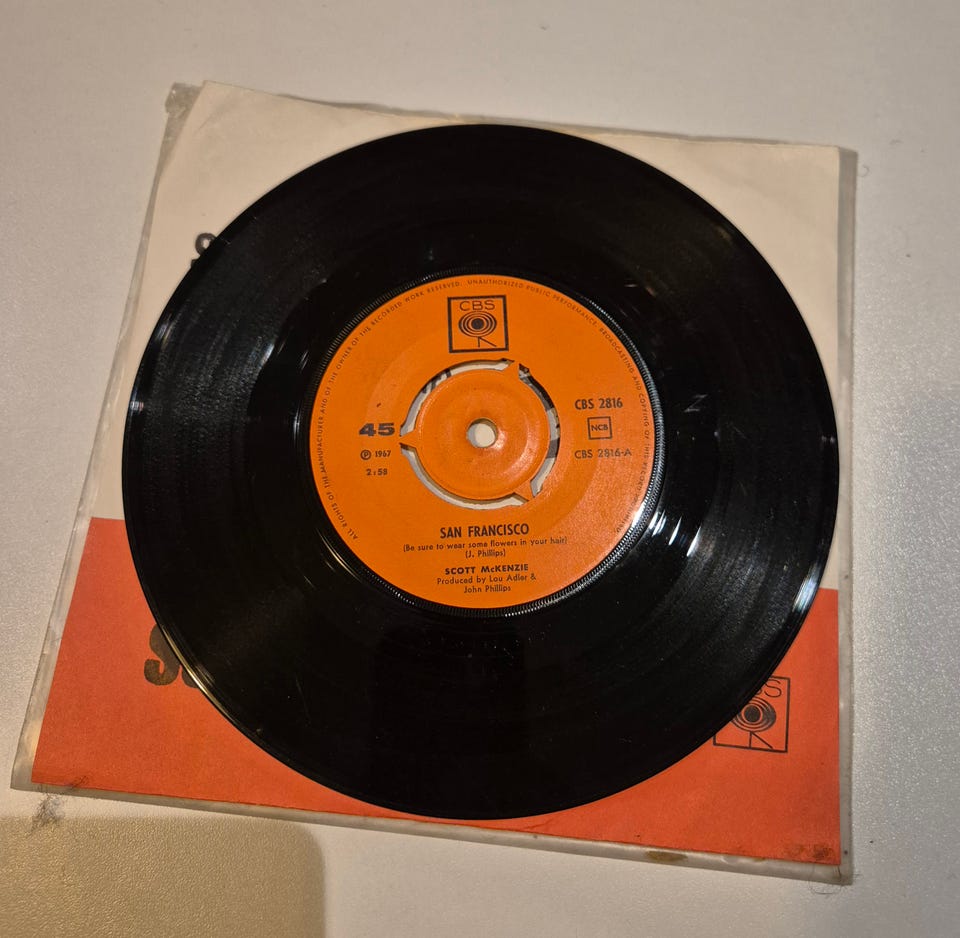 ALL RIGHTS OF THE MANUFACTURER AND OF THE OWNER OF THE RECORDED WORK RESERVED. UNAUTHORIZED PUBLIC PERFORMANCE, BROADCASTING AND COPYING OF THIS RECORD
CBS
45
℗ 1967
2:58
CBS 2816
NCB
CBS 2816-A
SAN FRANCISCO
(Be sure to wear some flowers in your hair)
(J. Phillips)
SCOTT McKENZIE
Produced by Lou Adler &
John Phillips